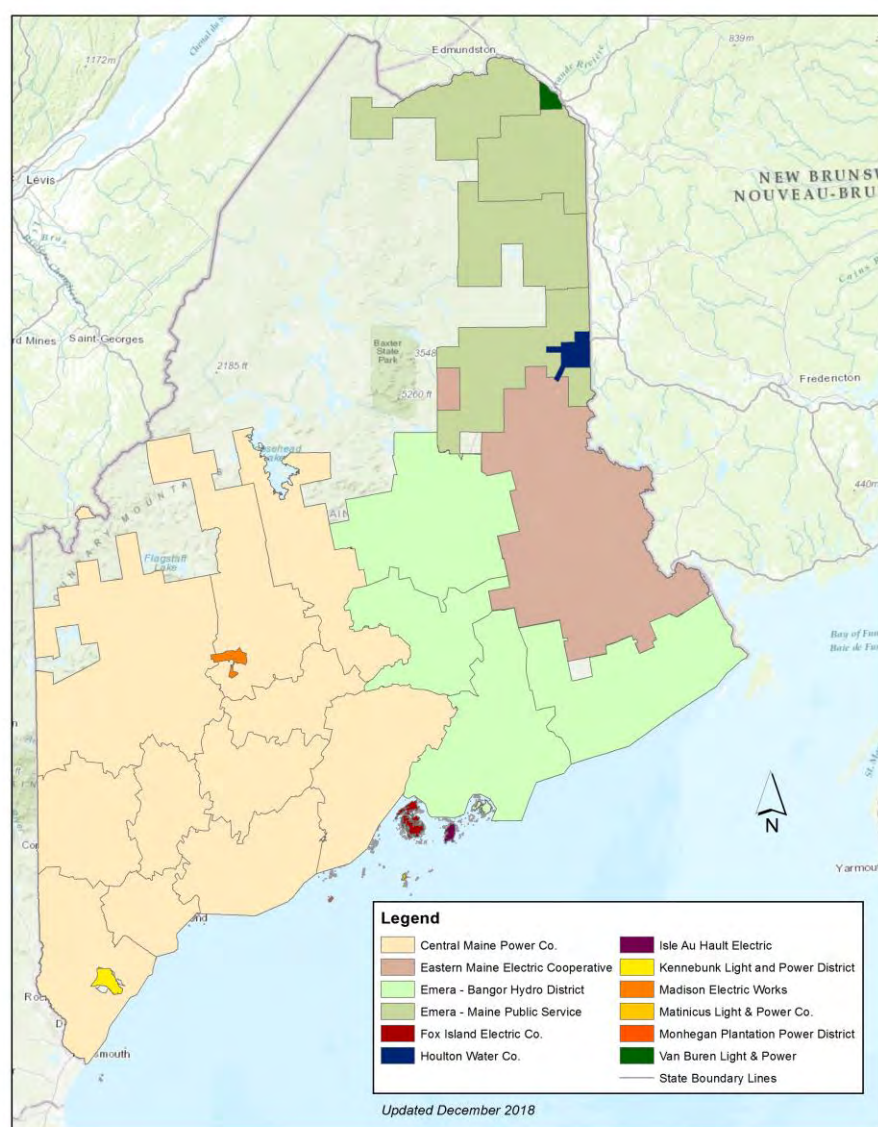 Edmundston
1172m
839m
Lévis
NEW BRUNSW
NOUVEAU-BRU
rd Mines
Saint-Georges
Baxter
State
Park
3548
2185 ft
5260 ft
Fredericton
Lake
440m
Flagstaff
Lake
Bay of Fun
Baie de Fun
N
Yarmou
Legend
Central Maine Power Co.
Eastern Maine Electric Cooperative
Emera - Bangor Hydro District
Emera - Maine Public Service
Fox Island Electric Co.
Houlton Water Co.
Isle Au Hault Electric
Kennebunk Light and Power District
Madison Electric Works
Matinicus Light & Power Co.
Monhegan Plantation Power District
Van Buren Light & Power
State Boundary Lines
Updated December 2018